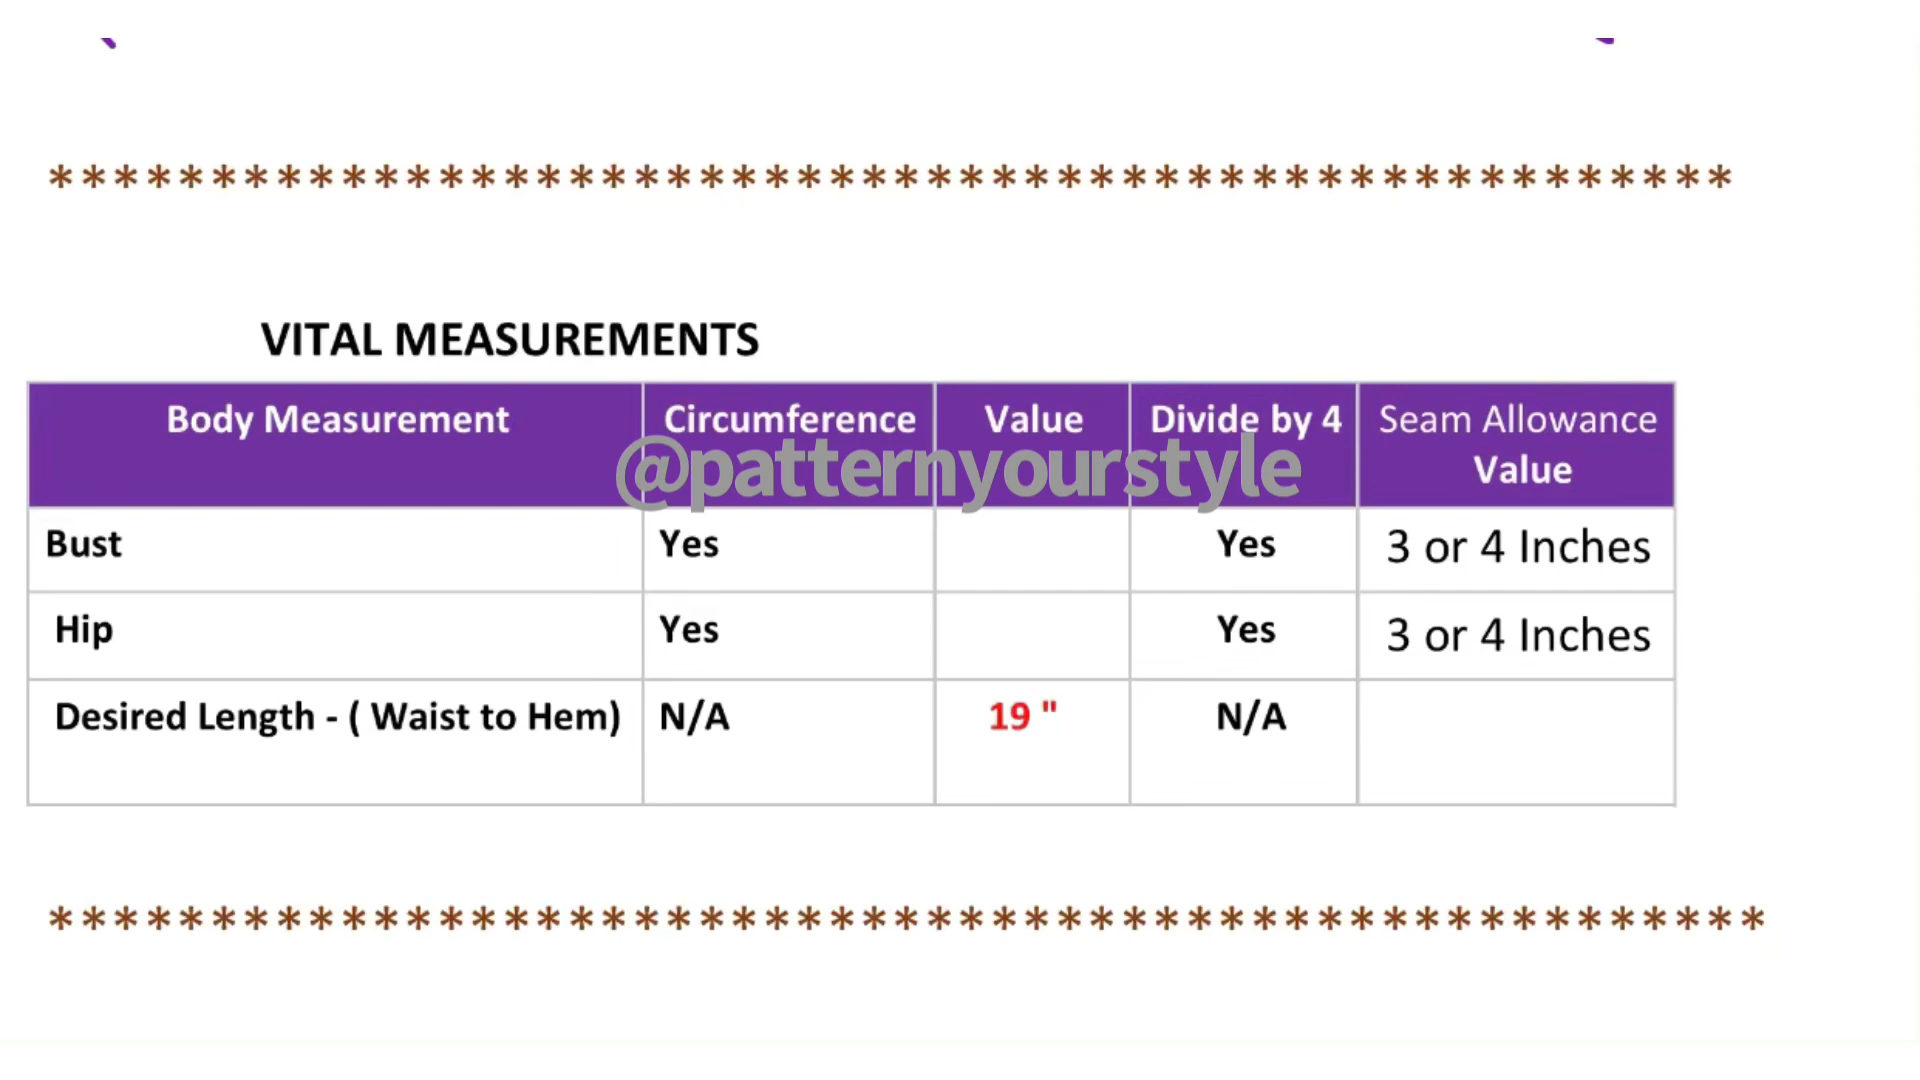 * * * * * * * * * * * * * * * * * * * * * * * * * * * * * * * * * * * * * * * * * * * * * * * * * * * *
VITAL MEASUREMENTS
Body Measurement Circumference Value Divide by 4 Seam Allowance Value
@patternyourstyle
Bust Yes Yes 3 or 4 Inches
Hip Yes Yes 3 or 4 Inches
Desired Length - ( Waist to Hem) N/A 19 " N/A
* * * * * * * * * * * * * * * * * * * * * * * * * * * * * * * * * * * * * * * * * * * * * * * * * * * * *